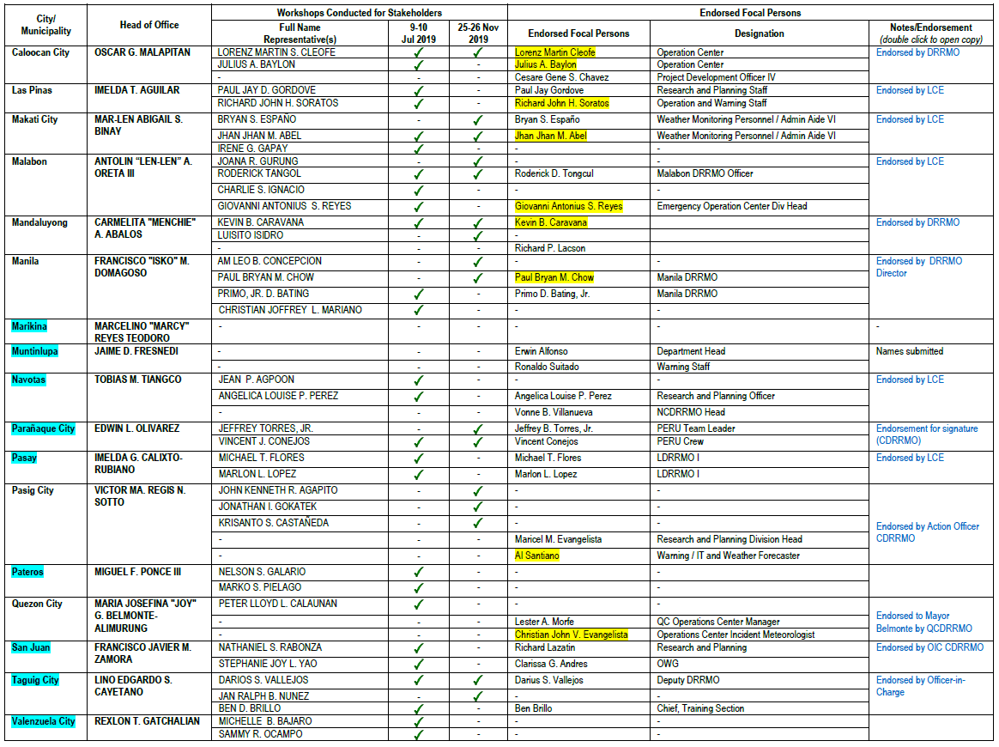 City/ Municipality | Head of Office | Workshops Conducted for Stakeholders | Endorsed Focal Persons
Full Name Representative(s) | 9-10 Jul 2019 | 25-26 Nov 2019 | Endorsed Focal Persons | Designation | Notes/Endorsement (double click to open copy)
Caloocan City | OSCAR G. MALAPITAN | LORENZ MARTIN S. CLEOFE | ✓ | ✓ | Lorenz Martin Cleofe | Operation Center | Endorsed by DRRMO
JULIUS A. BAYLON | ✓ | - | Julius A. Baylon | Operation Center
- | - | - | Cesare Gene S. Chavez | Project Development Officer IV
Las Pinas | IMELDA T. AGUILAR | PAUL JAY D. GORDOVE | ✓ | - | Paul Jay Gordove | Research and Planning Staff | Endorsed by LCE
RICHARD JOHN H. SORATOS | ✓ | - | Richard John H. Soratos | Operation and Warning Staff
Makati City | MAR-LEN ABIGAIL S. BINAY | BRYAN S. ESPAÑO | - | ✓ | Bryan S. Españo | Weather Monitoring Personnel / Admin Aide VI | Endorsed by LCE
JHAN JHAN M. ABEL | ✓ | ✓ | Jhan Jhan M. Abel | Weather Monitoring Personnel / Admin Aide VI
IRENE G. GAPAY | ✓ | - | - | -
Malabon | ANTOLIN “LEN-LEN” A. ORETA III | JOANA R. GURUNG | - | ✓ | - | - | Endorsed by LCE
RODERICK TANGOL | ✓ | ✓ | Roderick D. Tongcul | Malabon DRRMO Officer
CHARLIE S. IGNACIO | ✓ | - | - | -
GIOVANNI ANTONIUS S. REYES | ✓ | - | Giovanni Antonius S. Reyes | Emergency Operation Center Div Head
Mandaluyong | CARMELITA "MENCHIE" A. ABALOS | KEVIN B. CARAVANA | ✓ | ✓ | Kevin B. Caravana | Endorsed by DRRMO
LUISITO ISIDRO | - | ✓ | -
- | - | - | Richard P. Lacson
Manila | FRANCISCO "ISKO" M. DOMAGOSO | AM LEO B. CONCEPCION | - | ✓ | - | - | Endorsed by DRRMO Director
PAUL BRYAN M. CHOW | - | ✓ | Paul Bryan M. Chow | Manila DRRMO
PRIMO, JR. D. BATING | ✓ | - | Primo D. Bating, Jr. | Manila DRRMO
CHRISTIAN JOFFREY L. MARIANO | ✓ | - | - | -
Marikina | MARCELINO "MARCY" REYES TEODORO | - | - | - | - | - | -
Muntinlupa | JAIME D. FRESNEDI | - | - | - | Erwin Alfonso | Department Head | Names submitted
- | - | - | Ronaldo Suitado | Warning Staff
Navotas | TOBIAS M. TIANGCO | JEAN P. AGPOON | ✓ | - | - | - | Endorsed by LCE
ANGELICA LOUISE P. PEREZ | ✓ | - | Angelica Louise P. Perez | Research and Planning Officer
- | - | - | Vonne B. Villanueva | NCDRRMO Head
Parañaque City | EDWIN L. OLIVAREZ | JEFFREY TORRES, JR. | - | ✓ | Jeffrey B. Torres, Jr. | PERU Team Leader | Endorsement for signature (CDRRMO)
VINCENT J. CONEJOS | ✓ | ✓ | Vincent Conejos | PERU Crew
Pasay | IMELDA G. CALIXTO-RUBIANO | MICHAEL T. FLORES | ✓ | - | Michael T. Flores | LDRRMO I | Endorsed by LCE
MARLON L. LOPEZ | ✓ | - | Marlon L. Lopez | LDRRMO I
Pasig City | VICTOR MA. REGIS N. SOTTO | JOHN KENNETH R. AGAPITO | - | ✓ | - | - | Endorsed by Action Officer CDRRMO
JONATHAN I. GOKATEK | - | ✓ | - | -
KRISANTO S. CASTAÑEDA | - | ✓ | - | -
- | - | - | Maricel M. Evangelista | Research and Planning Division Head
- | - | - | Al Santiano | Warning / IT and Weather Forecaster
Pateros | MIGUEL F. PONCE III | NELSON S. GALARIO | ✓ | - | - | -
MARKO S. PIELAGO | ✓ | - | - | -
Quezon City | MARIA JOSEFINA "JOY" G. BELMONTE-ALIMURUNG | PETER LLOYD L. CALAUNAN | ✓ | - | - | - | Endorsed to Mayor Belmonte by QCDRRMO
- | - | - | Lester A. Morfe | QC Operations Center Manager
- | - | - | Christian John V. Evangelista | Operations Center Incident Meteorologist
San Juan | FRANCISCO JAVIER M. ZAMORA | NATHANIEL S. RABONZA | ✓ | - | Richard Lazatin | Research and Planning | Endorsed by OIC CDRRMO
STEPHANIE JOY L. YAO | ✓ | - | Clarissa G. Andres | OWG
Taguig City | LINO EDGARDO S. CAYETANO | DARIOS S. VALLEJOS | ✓ | ✓ | Darius S. Vallejos | Deputy DRRMO | Endorsed by Officer-in-Charge
JAN RALPH B. NUNEZ | - | ✓ | - | -
BEN D. BRILLO | ✓ | - | Ben Brillo | Chief, Training Section
Valenzuela City | REXLON T. GATCHALIAN | MICHELLE B. BAJARO | ✓ | - | - | -
SAMMY R. OCAMPO | ✓ | - | - | -